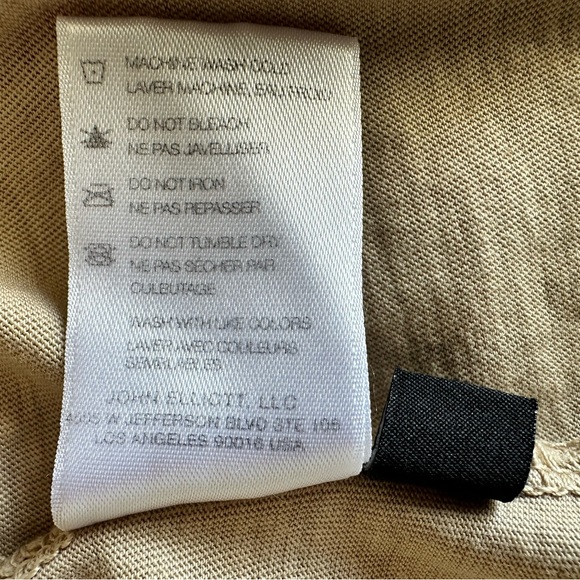 MACHINE WASH COLD
LAVER MACHINE, EAU FROID
DO NOT BLEACH
NE PAS JAVELLISER
DO NOT IRON
NE PAS REPASSER
DO NOT TUMBLE DRY
NE PAS SÉCHER PAR
CULBUTAGE
WASH WITH LIKE COLORS
LAVER AVEC COULEURS
SEMBLABLES
JOHN ELLIOTT, LLC
W JEFFERSON BLVD STE 106
LOS ANGELES 90016 USA